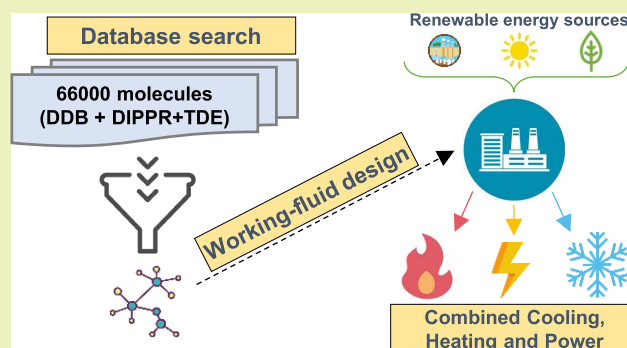 Database search
66000 molecules
(DDB + DIPPR+TDE)
Working-fluid design
Renewable energy sources
Combined Cooling,
Heating and Power